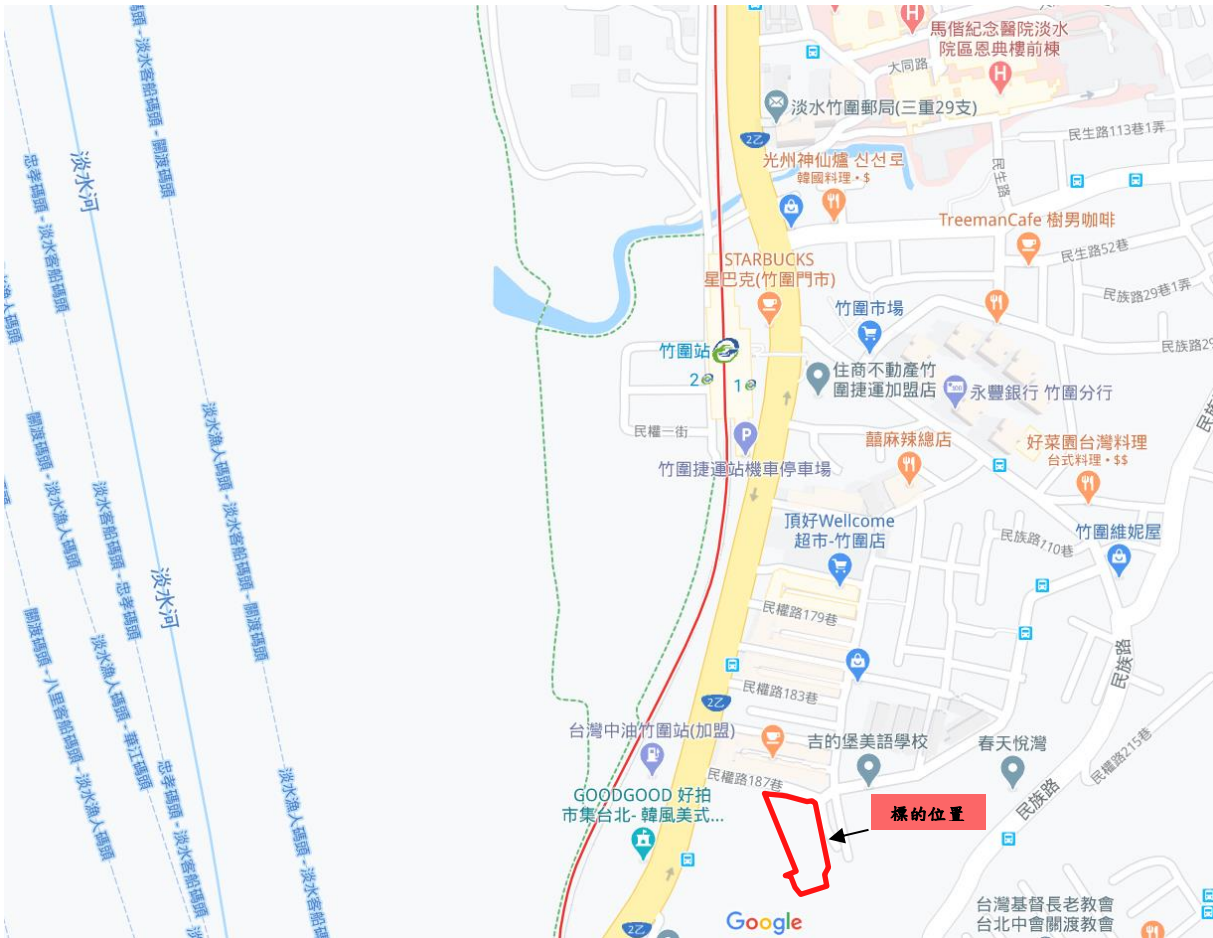 馬偕紀念醫院淡水
院區恩典樓前棟
大同路
淡水竹圍郵局(三重29支)
2乙
民生路113巷1弄
光州神仙爐 신선로
韓國料理・$
民生路
TreemanCafe 樹男咖啡
民生路52巷
STARBUCKS
星巴克(竹圍門市)
民族路29巷1弄
竹圍市場
民族路29
竹圍站
2
1
住商不動產竹
圍捷運加盟店
永豐銀行 竹圍分行
民權一街
竹圍捷運站機車停車場
囍麻辣總店
好菜園台灣料理
台式料理・$$
頂好Wellcome
超市-竹圍店
民族路110巷
竹圍維妮屋
民權路179巷
民族路
民權路183巷
2乙
台灣中油竹圍站(加盟)
吉的堡美語學校
春天悅灣
民權路215巷
民權路187巷
民族路
GOODGOOD 好拍
市集台北- 韓風美式...
標的位置
台灣基督長老教會
台北中會關渡教會
Google
2乙
淡水河
淡水河
淡水漁人碼頭 - 淡水客船碼頭 - 關渡碼頭
忠孝碼頭 - 淡水客船碼頭
淡水漁人碼頭 - 淡水客船碼頭 - 關渡碼頭
關渡碼頭 - 淡水漁人碼頭
淡水客船碼頭 - 忠孝碼頭
關渡碼頭 - 八里客船碼頭 - 淡水漁人碼頭
淡水漁人碼頭 - 華江碼頭
忠孝碼頭 - 淡水客船碼頭
淡水漁人碼頭 - 淡水客船